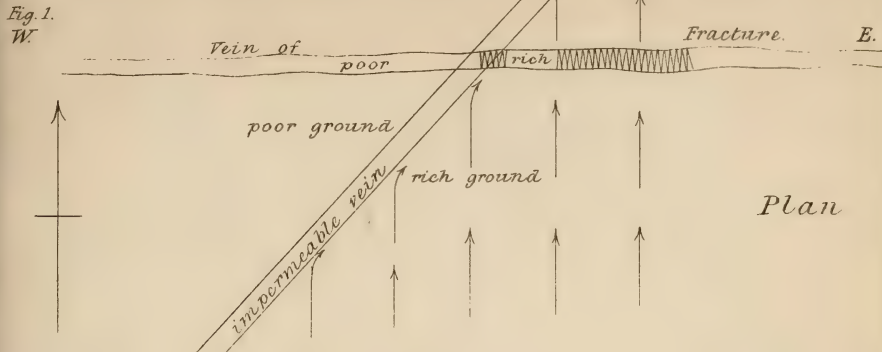 Fig. 1.
W.
Vein of Fracture. E.
poor rich
poor ground
rich ground
impermeable vein
Plan